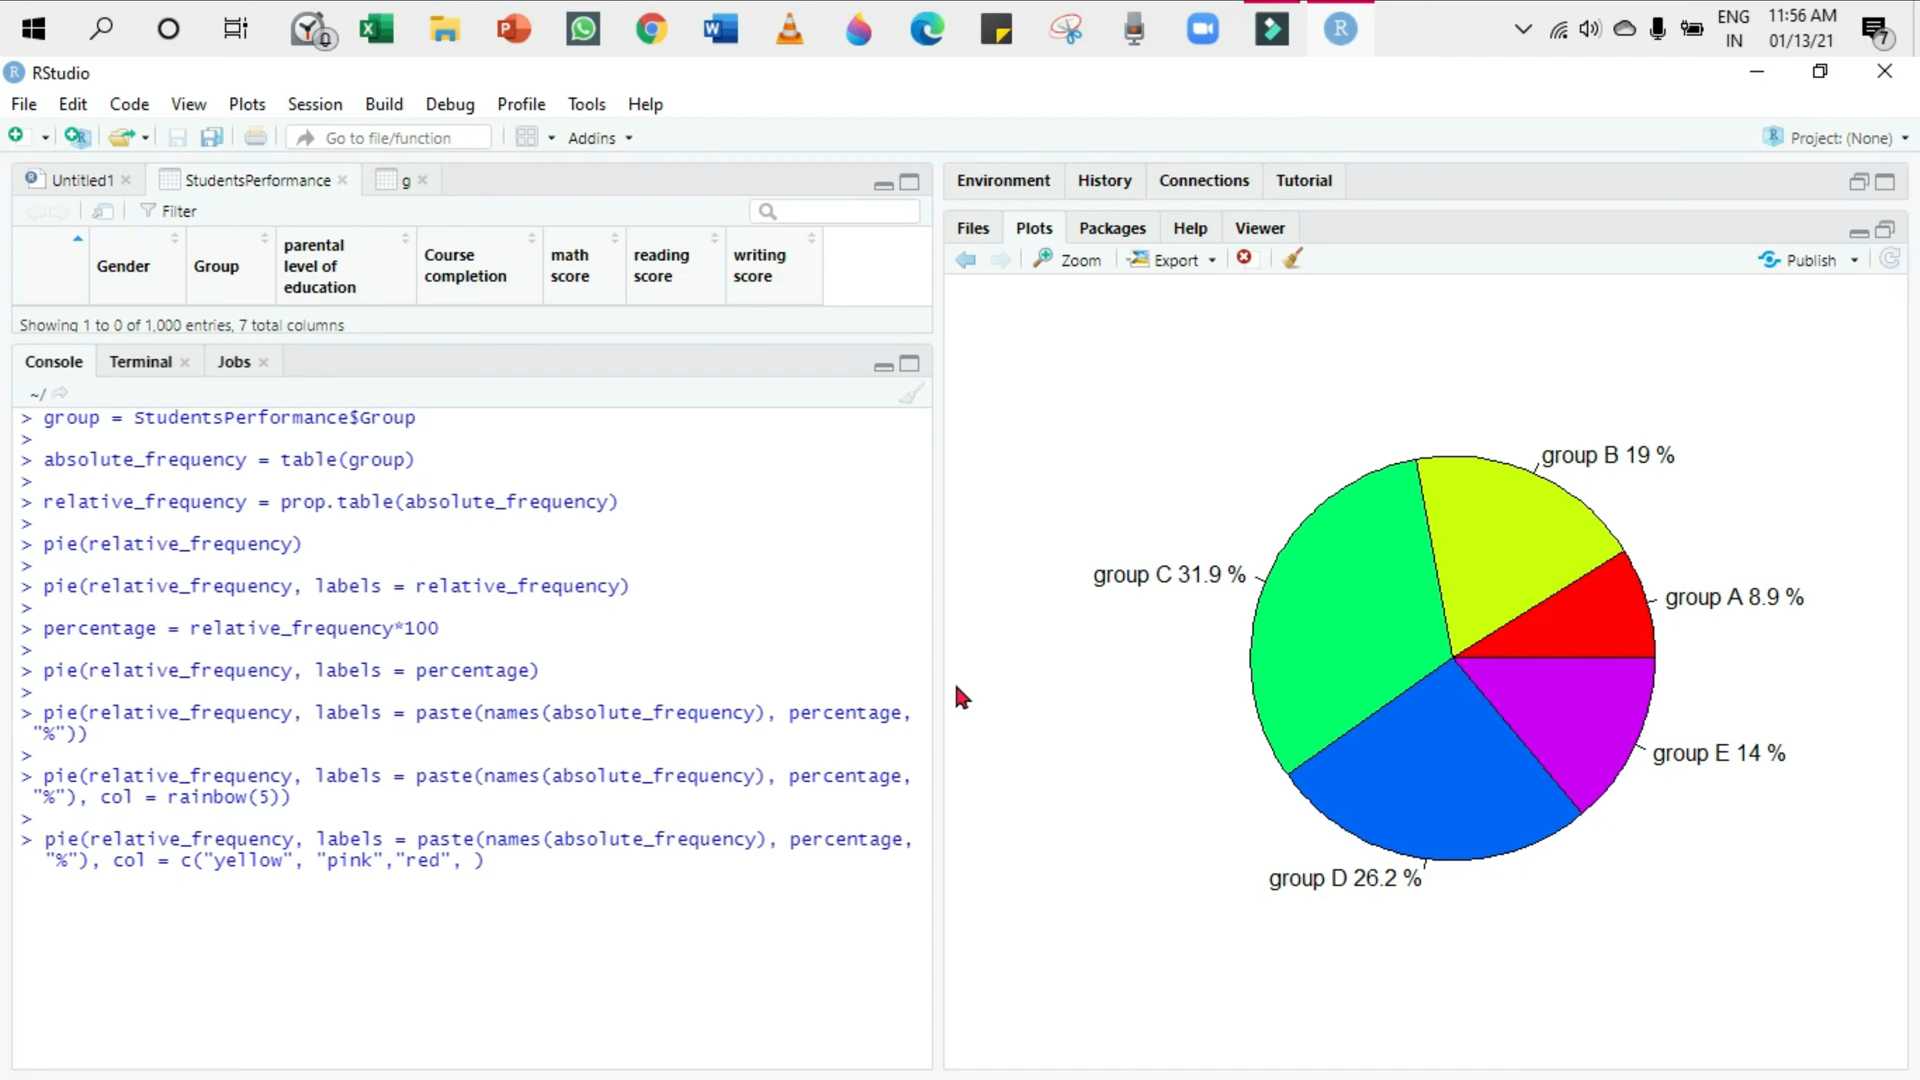 ENG
IN
11:56 AM
01/13/21
7
RStudio
File Edit Code View Plots Session Build Debug Profile Tools Help
Go to file/function Addins Project: (None)
Untitled1 StudentsPerformance g
Filter
Gender Group parental level of education Course completion math score reading score writing score
Showing 1 to 0 of 1,000 entries, 7 total columns
Console Terminal Jobs
~/
> group = StudentsPerformance$Group
>
> absolute_frequency = table(group)
>
> relative_frequency = prop.table(absolute_frequency)
>
> pie(relative_frequency)
>
> pie(relative_frequency, labels = relative_frequency)
>
> percentage = relative_frequency*100
>
> pie(relative_frequency, labels = percentage)
>
> pie(relative_frequency, labels = paste(names(absolute_frequency), percentage,
"%"))
>
> pie(relative_frequency, labels = paste(names(absolute_frequency), percentage,
"%"), col = rainbow(5))
>
> pie(relative_frequency, labels = paste(names(absolute_frequency), percentage,
"%"), col = c("yellow", "pink","red", )
Environment History Connections Tutorial
Files Plots Packages Help Viewer
Zoom Export Publish
group B 19 %
group C 31.9 %
group A 8.9 %
group E 14 %
group D 26.2 %